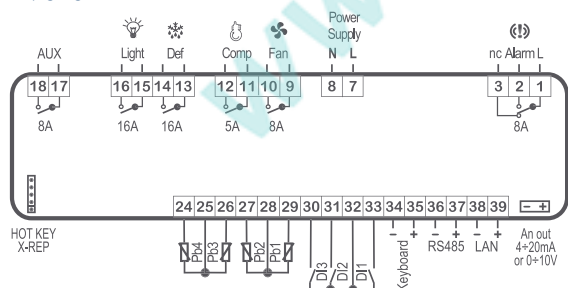 Power
Supply
AUX Light Def Comp Fan N L nc Alarm L
18 17 16 15 14 13 12 11 10 9 8 7 3 2 1
8A 16A 16A 5A 8A 8A
24 25 26 27 28 29 30 31 32 33 34 35 36 37 38 39 - +
HOT KEY
X-REP
Pb4 Pb3 Pb2 Pb1 DI3 DI2 DI1 Keyboard - + - + - +
RS485 LAN
An out
4÷20mA
or 0÷10V